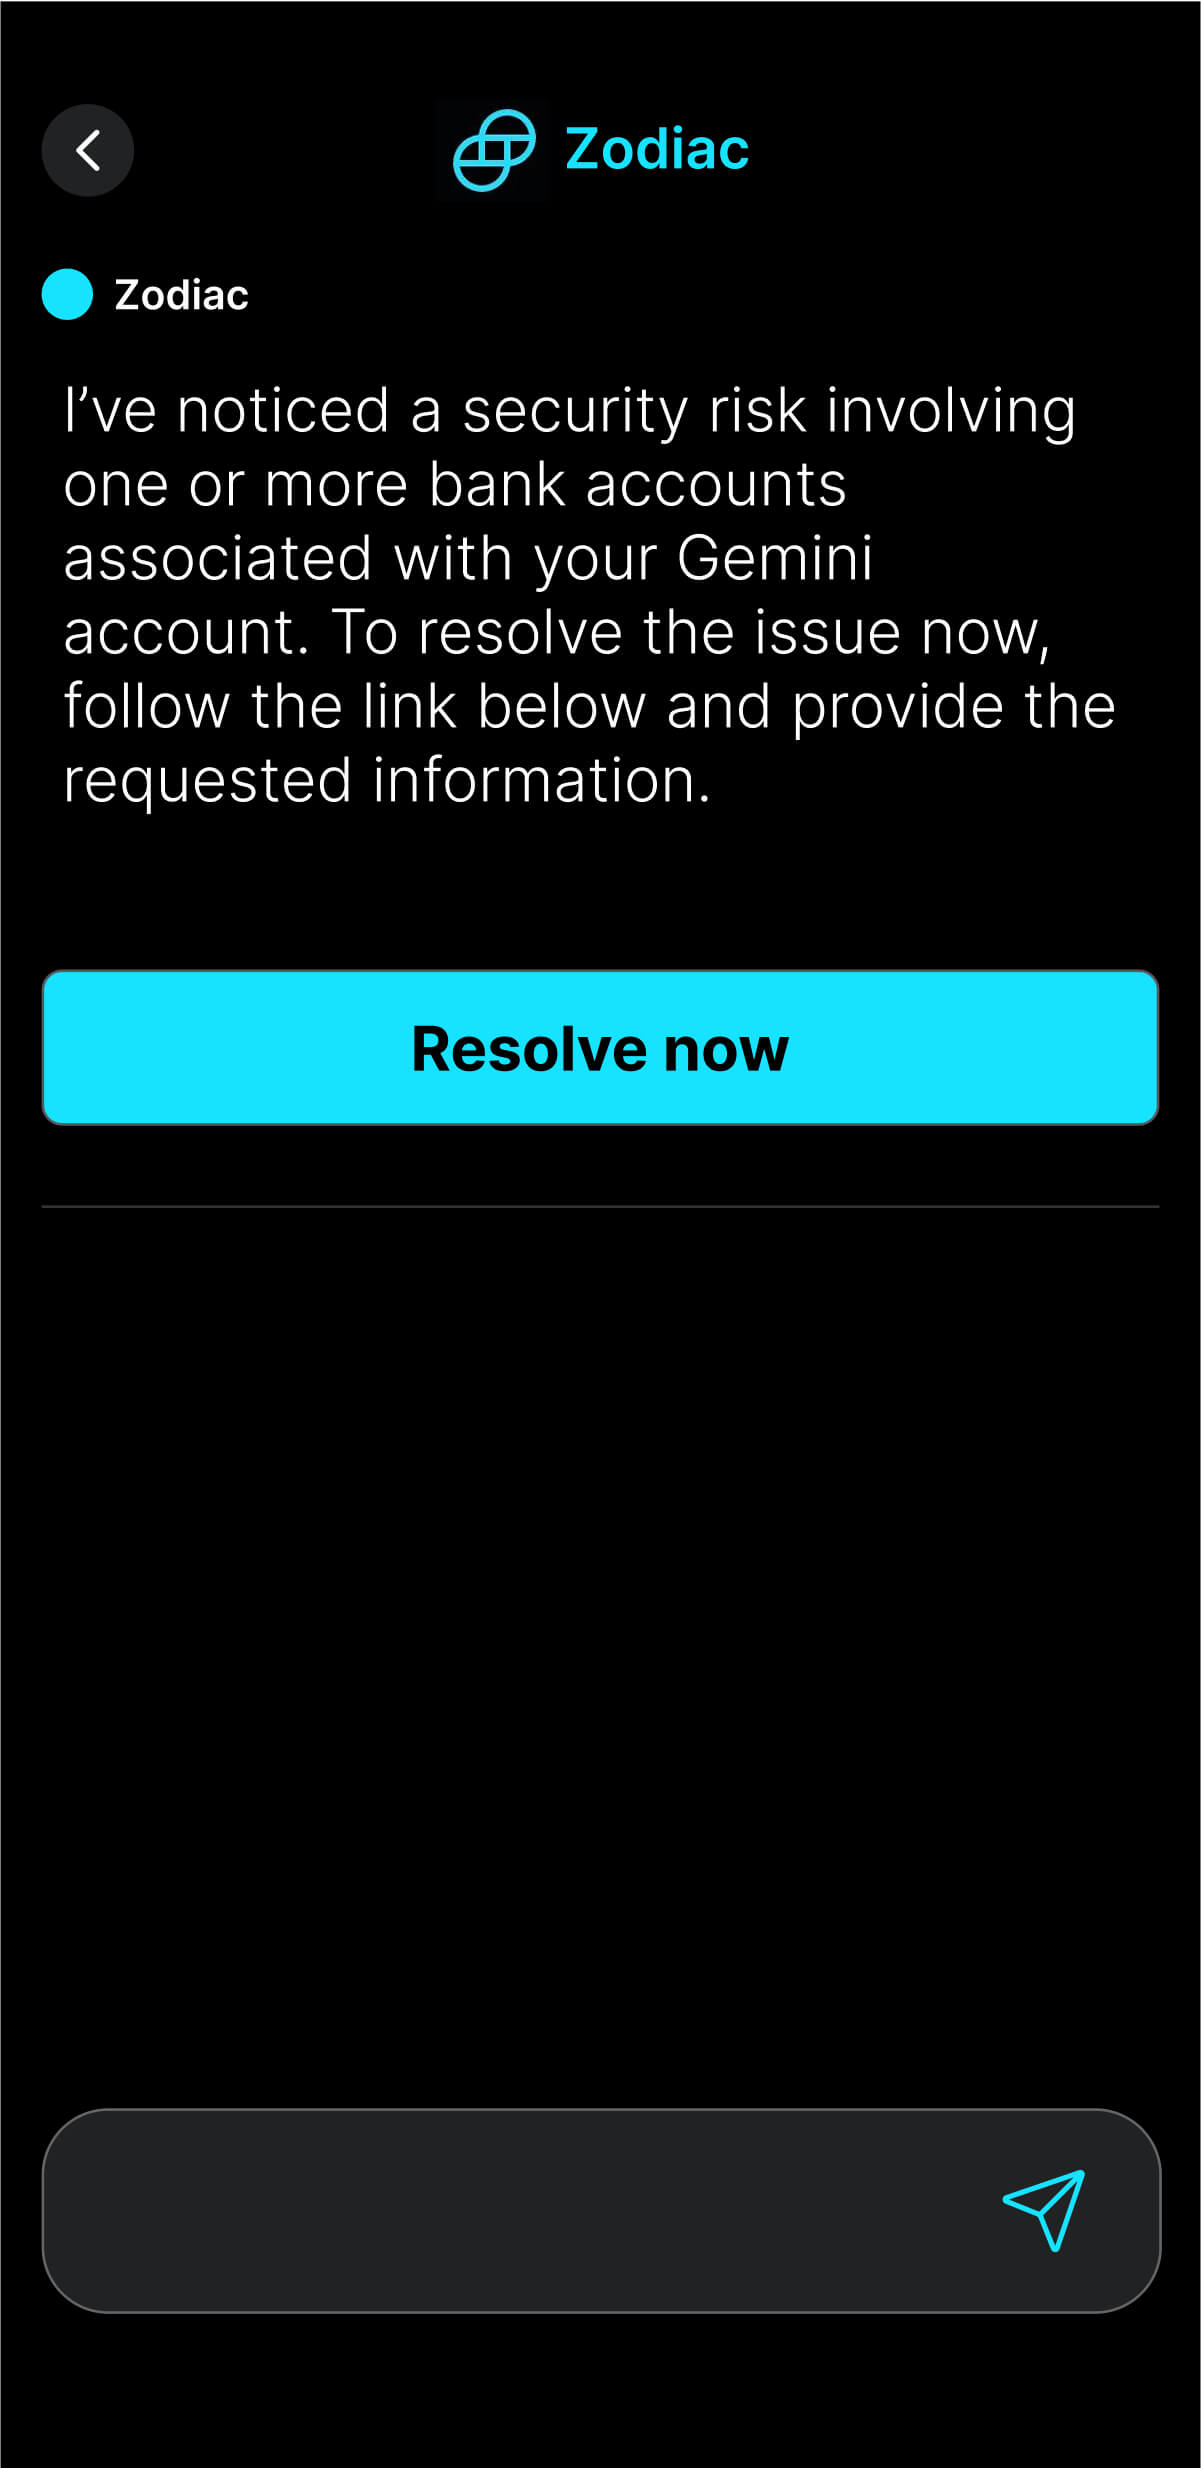 Zodiac
Zodiac
I’ve noticed a security risk involving
one or more bank accounts
associated with your Gemini
account. To resolve the issue now,
follow the link below and provide the
requested information.
Resolve now